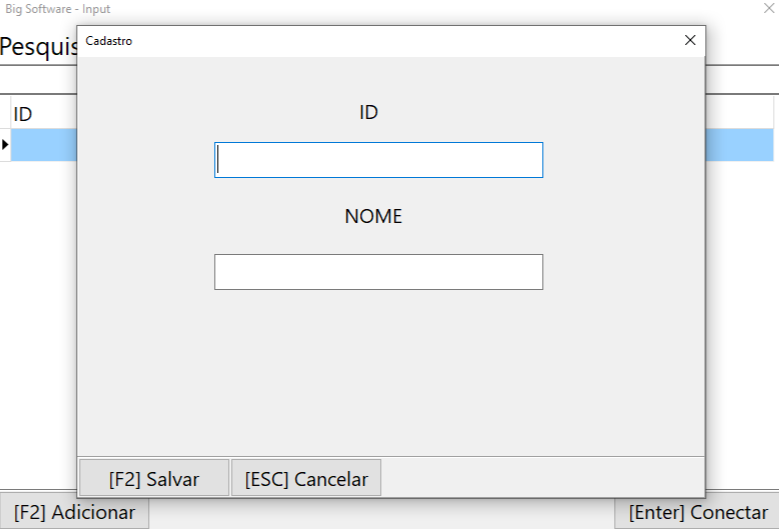 Big Software - Input
Pesquis
Cadastro
ID
ID
NOME
[F2] Salvar
[ESC] Cancelar
[F2] Adicionar
[Enter] Conectar